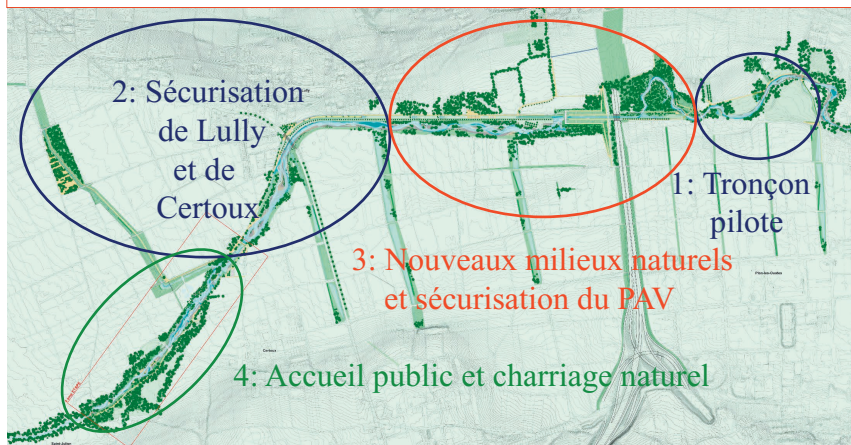 2: Sécurisation
de Lully
et de
Certoux
1: Tronçon
pilote
3: Nouveaux milieux naturels
et sécurisation du PAV
Certoux
4: Accueil public et charriage naturel